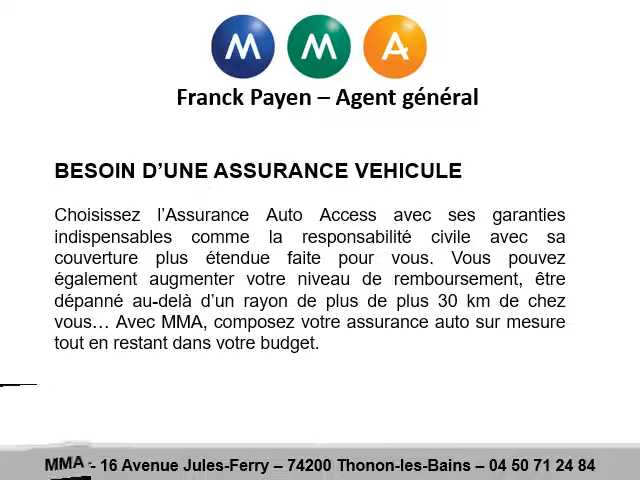 M M A
Franck Payen – Agent général
BESOIN D’UNE ASSURANCE VEHICULE
Choisissez l’Assurance Auto Access avec ses garanties
indispensables comme la responsabilité civile avec sa
couverture plus étendue faite pour vous. Vous pouvez
également augmenter votre niveau de remboursement, être
dépanné au-delà d’un rayon de plus de plus 30 km de chez
vous… Avec MMA, composez votre assurance auto sur mesure
tout en restant dans votre budget.
MMA - 16 Avenue Jules-Ferry – 74200 Thonon-les-Bains – 04 50 71 24 84